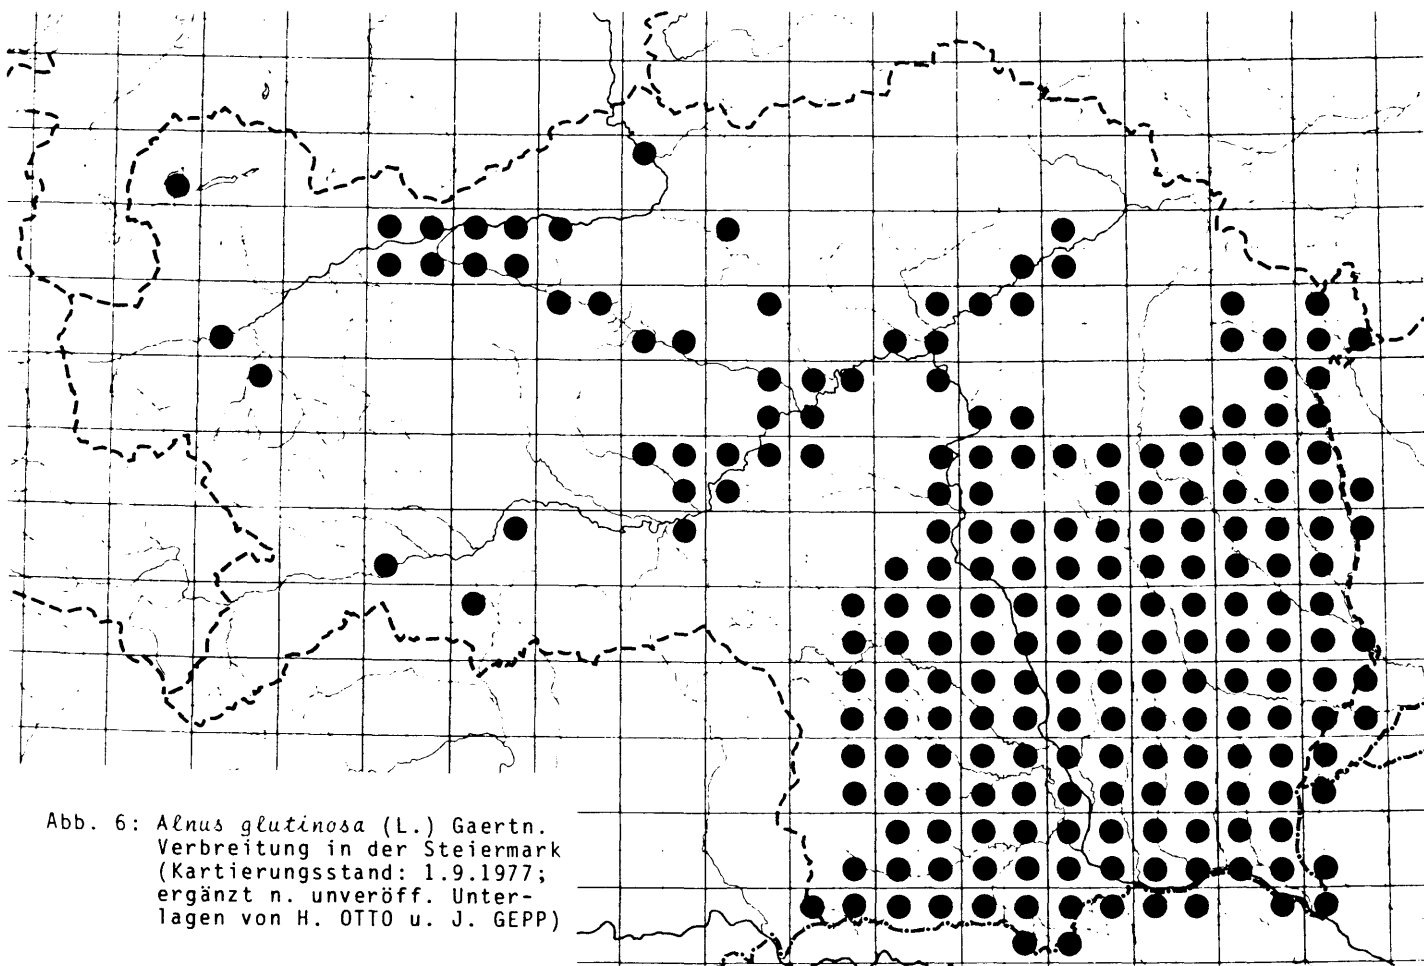 Abb. 6: Alnus glutinosa (L.) Gaertn.
Verbreitung in der Steiermark
(Kartierungsstand: 1.9.1977;
ergänzt n. unveröff. Unter-
lagen von H. OTTO u. J. GEPP)